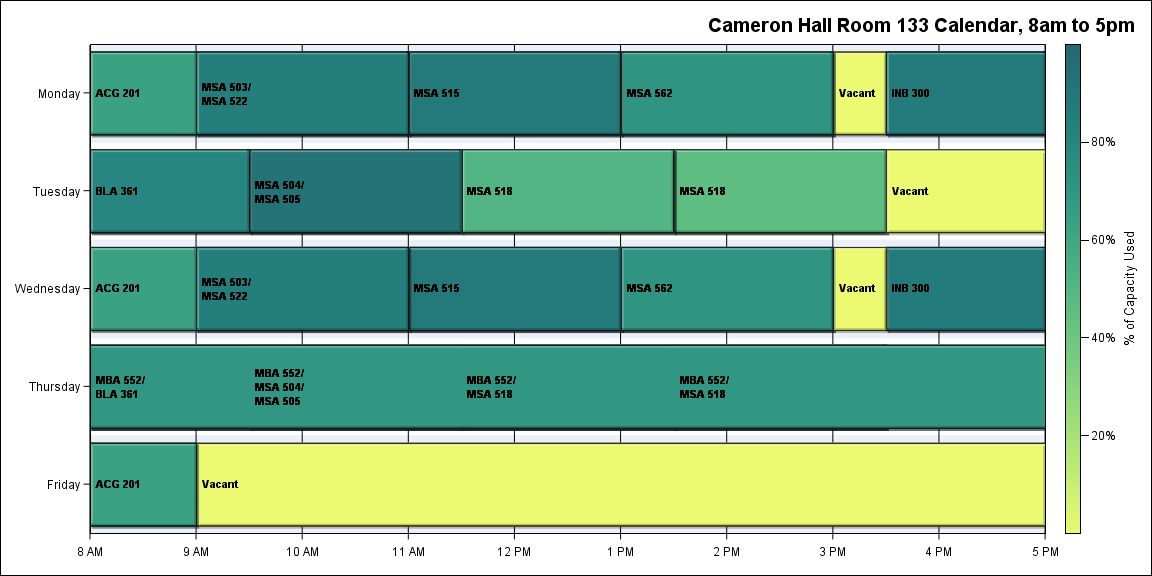 Cameron Hall Room 133 Calendar, 8am to 5pm
Monday
ACG 201
MSA 503/
MSA 522
MSA 515
MSA 562
Vacant
INB 300
Tuesday
BLA 361
MSA 504/
MSA 505
MSA 518
MSA 518
Vacant
Wednesday
ACG 201
MSA 503/
MSA 522
MSA 515
MSA 562
Vacant
INB 300
Thursday
MBA 552/
BLA 361
MBA 552/
MSA 504/
MSA 505
MBA 552/
MSA 518
MBA 552/
MSA 518
Friday
ACG 201
Vacant
8 AM
9 AM
10 AM
11 AM
12 PM
1 PM
2 PM
3 PM
4 PM
5 PM
80%
60%
40%
20%
% of Capacity Used